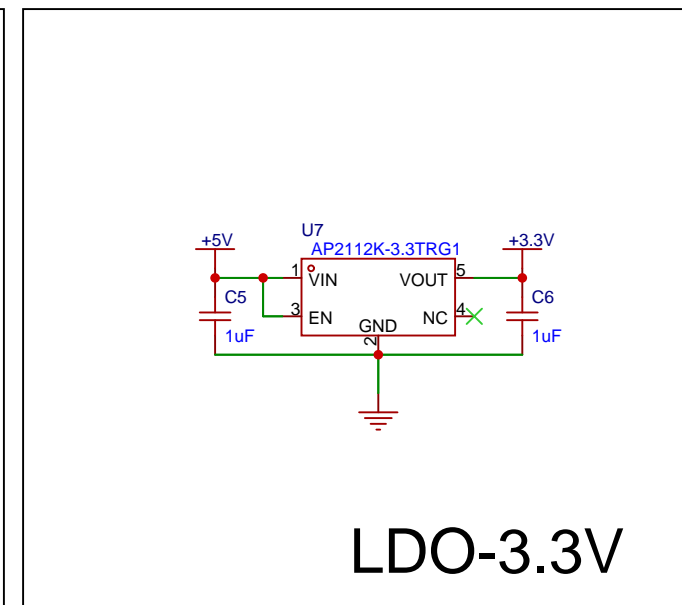 U7
AP2112K-3.3TRG1
+5V
+3.3V
1
VIN
VOUT
5
C5
C6
3
EN
GND
NC
4
1uF
2
1uF
LDO-3.3V